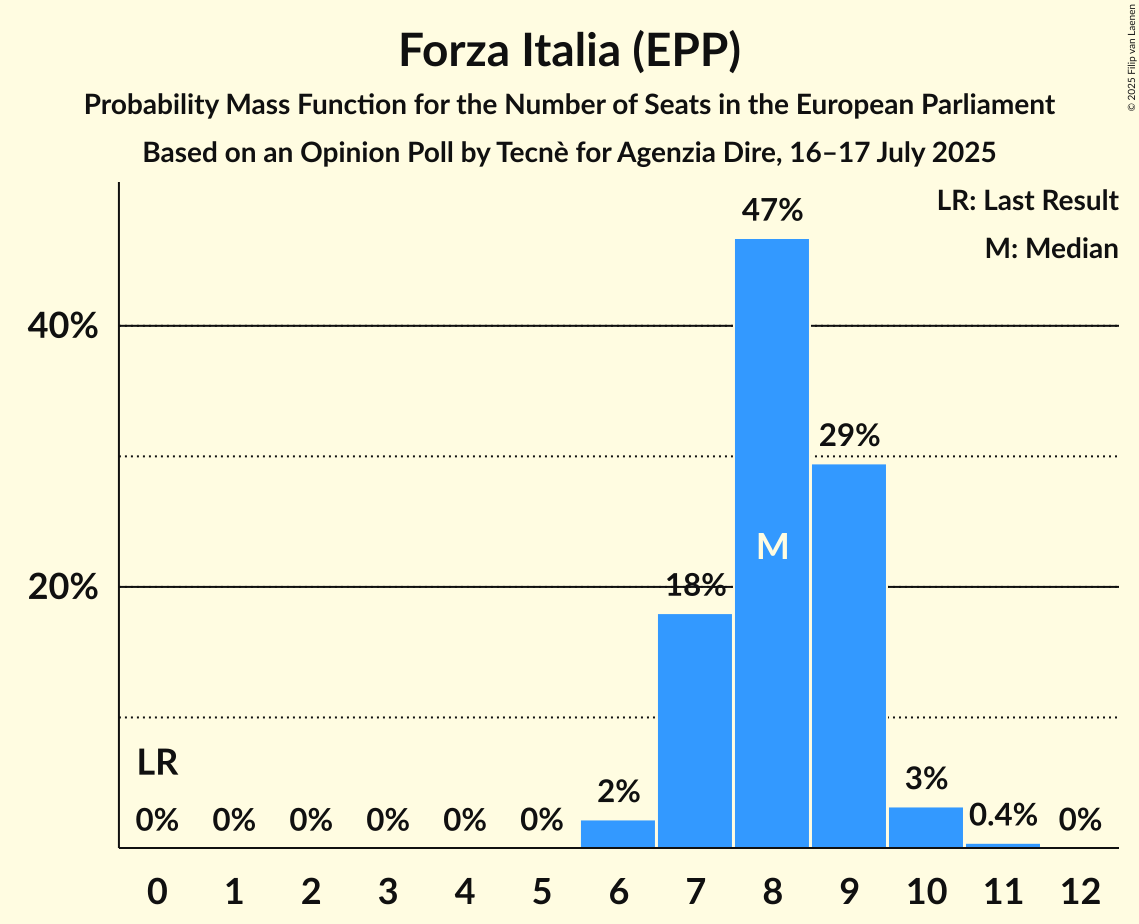 Forza Italia (EPP)
Probability Mass Function for the Number of Seats in the European Parliament
Based on an Opinion Poll by Tecnè for Agenzia Dire, 16–17 July 2025
© 2025 Filip van Laenen
LR: Last Result
M: Median
47%
40%
29%
M
20%
18%
LR
0% 0% 0% 0% 0% 0% 2% 3% 0.4% 0%
0 1 2 3 4 5 6 7 8 9 10 11 12